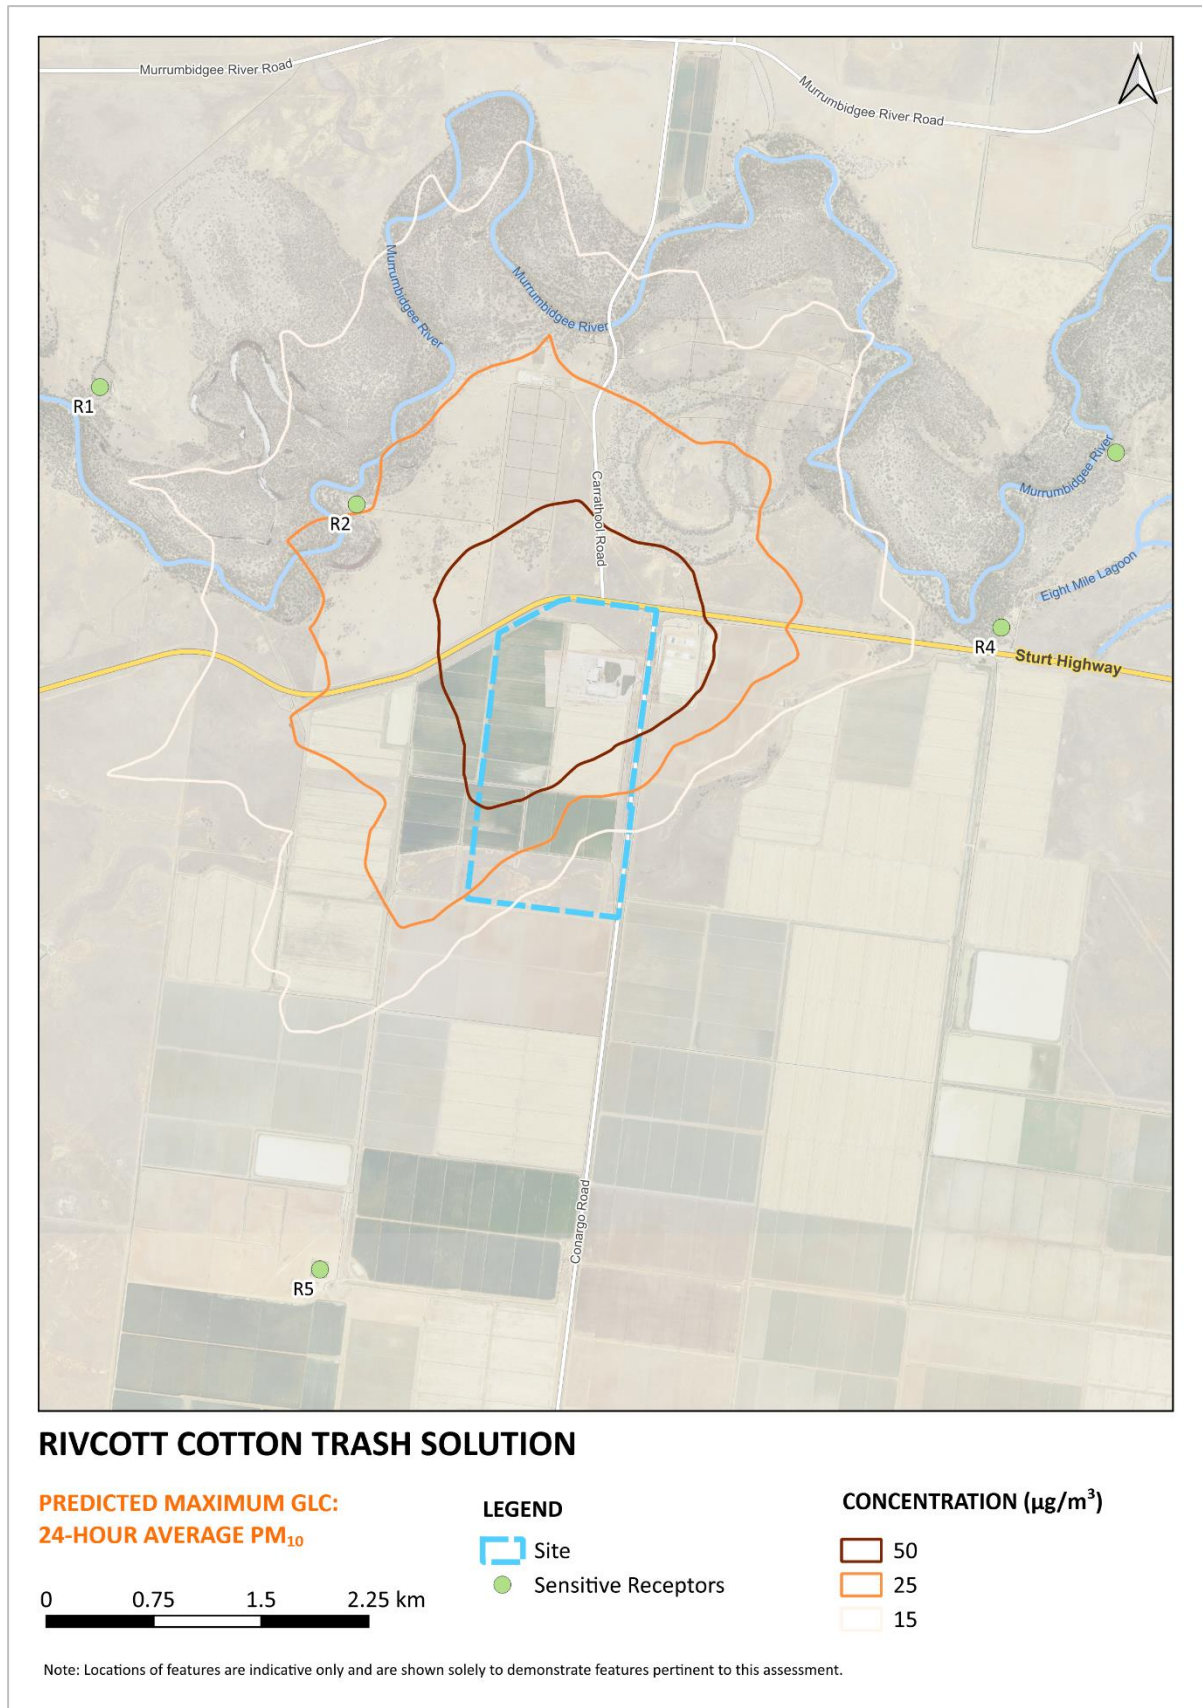 N
Murrumbidgee River Road
Murrumbidgee River Road
Murrumbidgee River
Murrumbidgee River
R1
Murrumbidgee River
Carrathool Road
R2
Eight Mile Lagoon
R4
Sturt Highway
Conargo Road
R5
RIVCOTT COTTON TRASH SOLUTION
PREDICTED MAXIMUM GLC:
24-HOUR AVERAGE PM₁₀
0 0.75 1.5 2.25 km
LEGEND
Site
Sensitive Receptors
CONCENTRATION (µg/m³)
50
25
15
Note: Locations of features are indicative only and are shown solely to demonstrate features pertinent to this assessment.